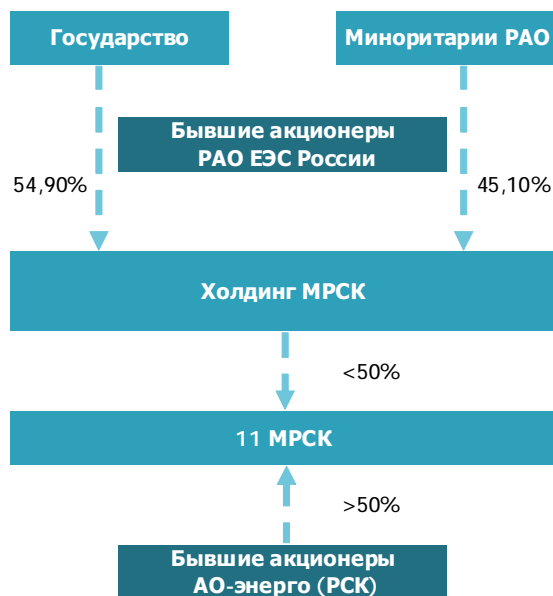 Государство
Миноритарии РАО
Бывшие акционеры
РАО ЕЭС России
54,90%
45,10%
Холдинг МРСК
<50%
11 МРСК
>50%
Бывшие акционеры
АО-энерго (РСК)